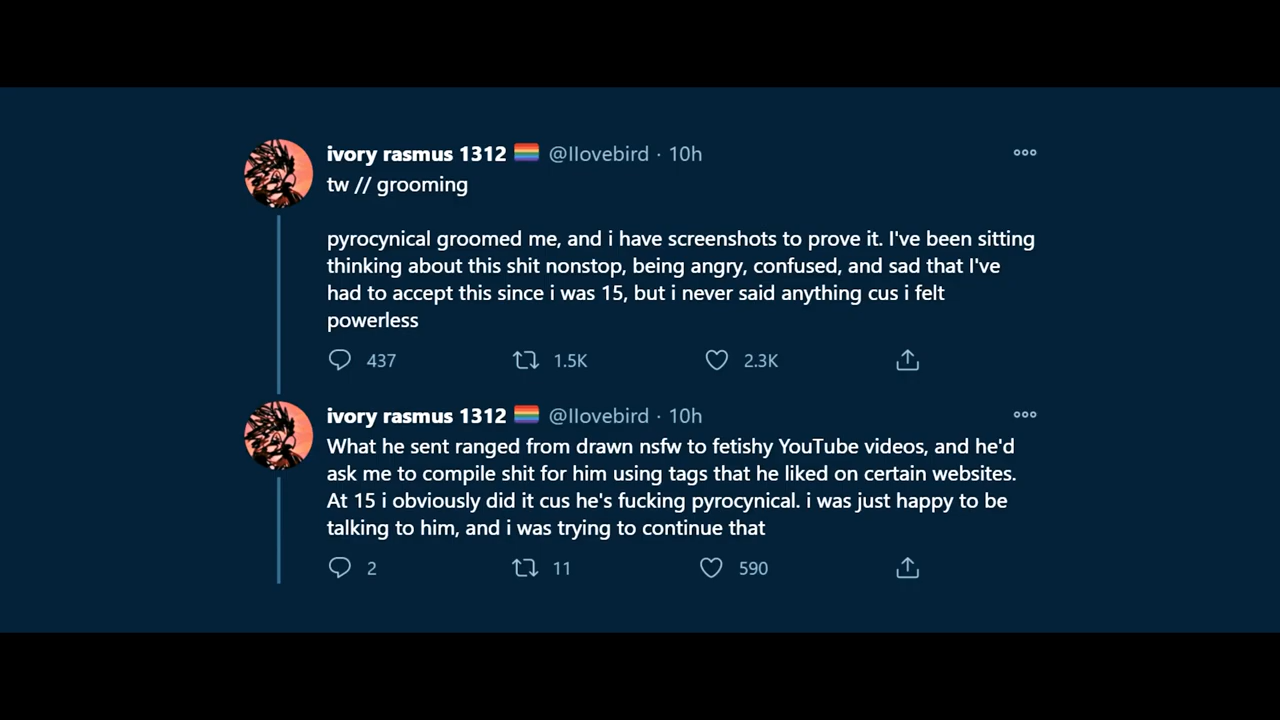 ivory rasmus 1312 🏳️‍🌈 @IIovebird · 10h
tw // grooming
pyrocynical groomed me, and i have screenshots to prove it. I've been sitting
thinking about this shit nonstop, being angry, confused, and sad that I've
had to accept this since i was 15, but i never said anything cus i felt
powerless
437 1.5K 2.3K
ivory rasmus 1312 🏳️‍🌈 @IIovebird · 10h
What he sent ranged from drawn nsfw to fetishy YouTube videos, and he'd
ask me to compile shit for him using tags that he liked on certain websites.
At 15 i obviously did it cus he's fucking pyrocynical. i was just happy to be
talking to him, and i was trying to continue that
2 11 590